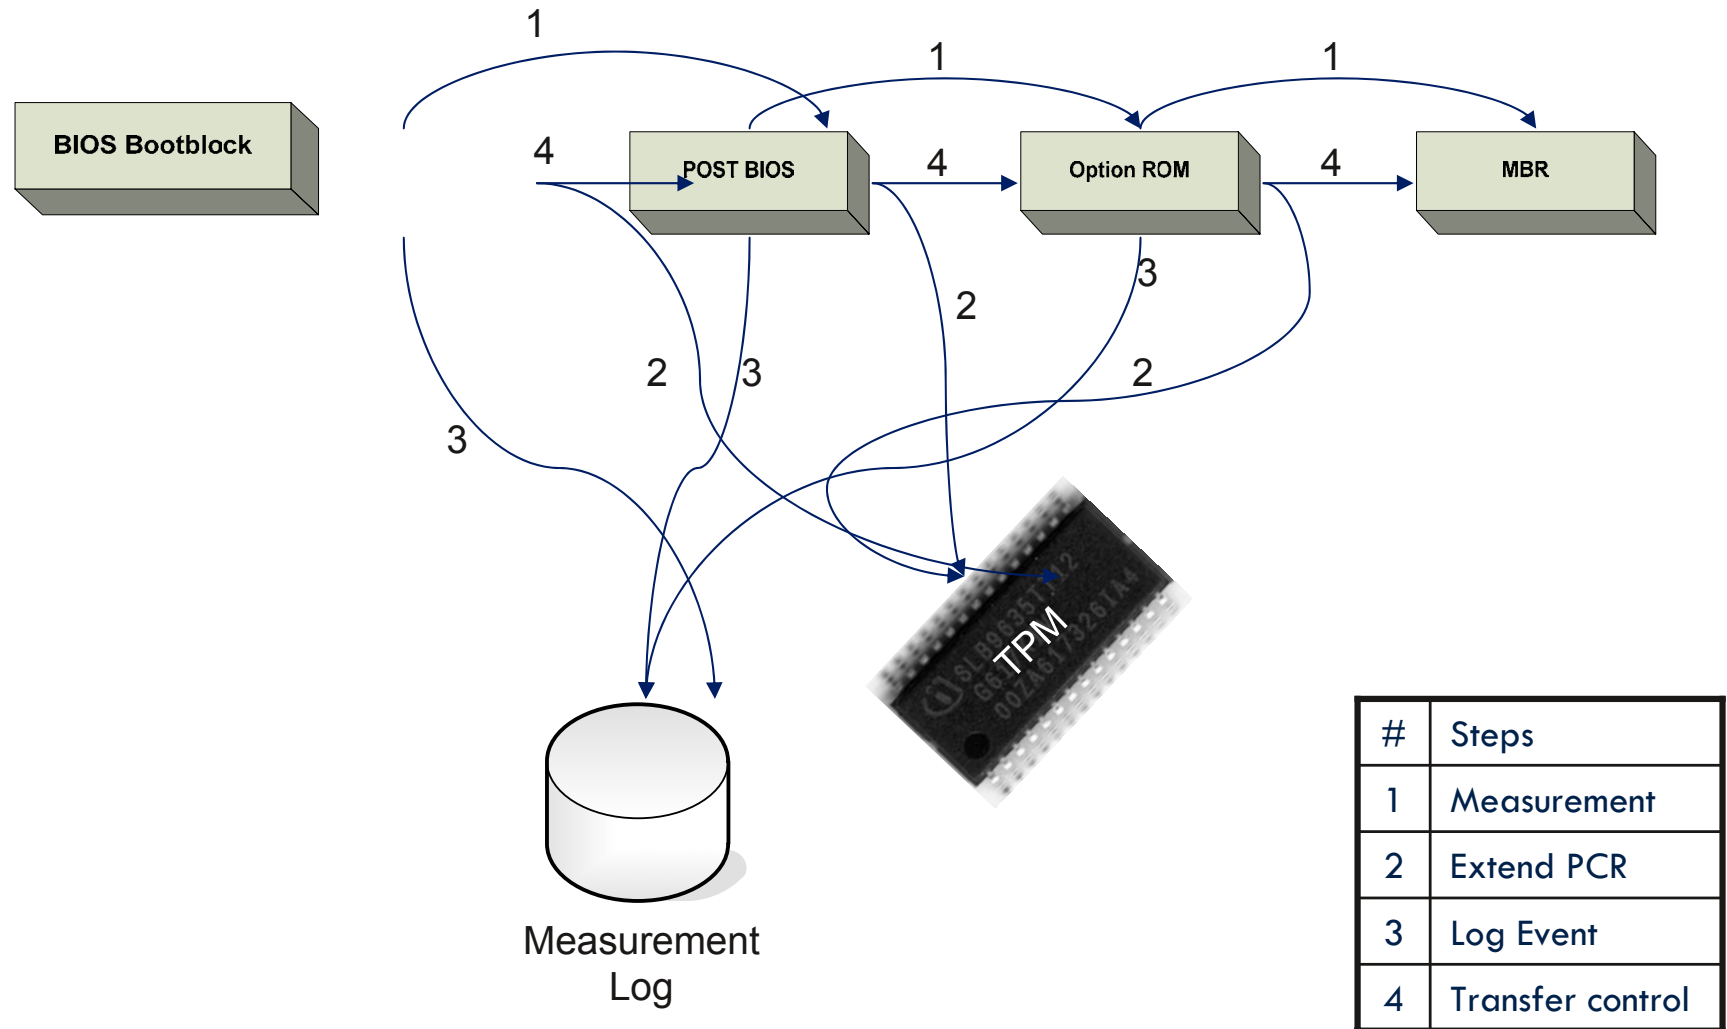 1
1
1
BIOS Bootblock
4
POST BIOS
4
Option ROM
4
MBR
3
2
2
3
2
3
SLB9635TT12
TPM
# Steps
1 Measurement
2 Extend PCR
3 Log Event
4 Transfer control
Measurement
Log